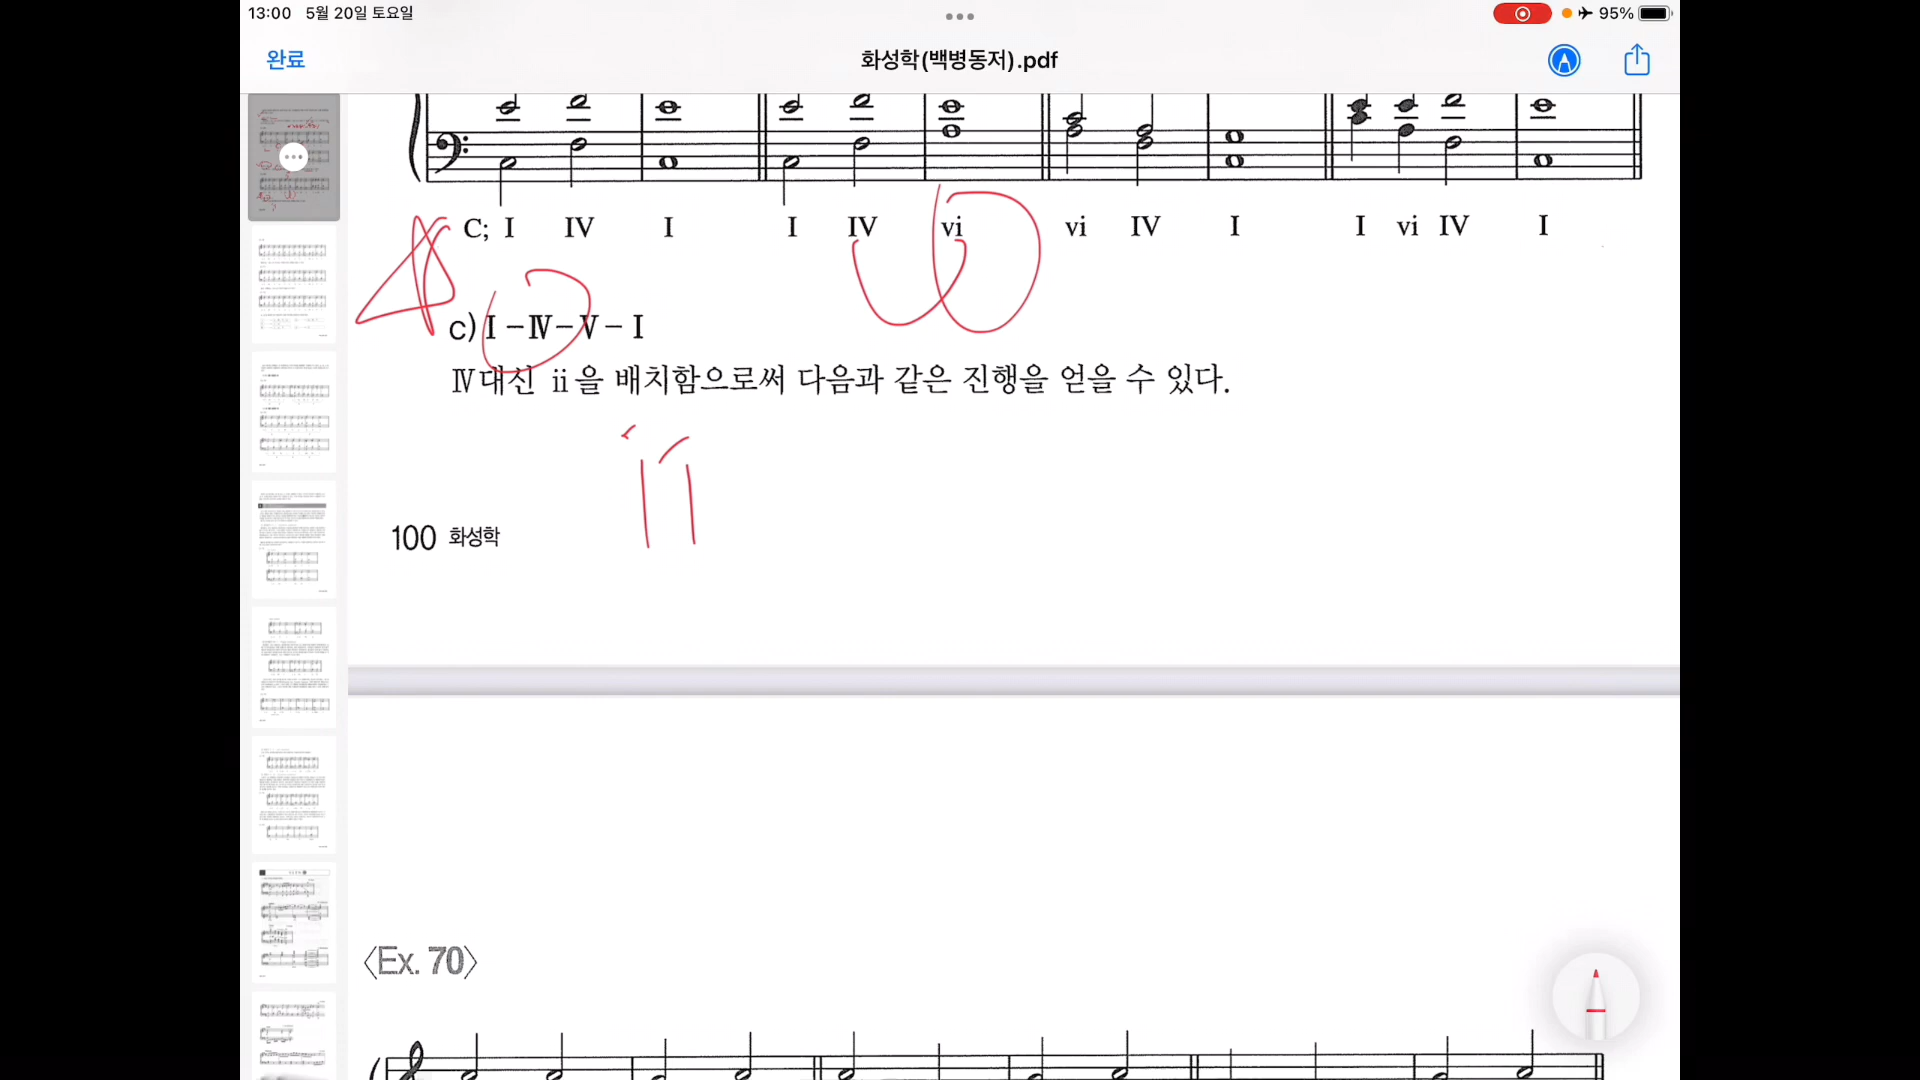 13:00 5월 20일 토요일 95%
완료 화성학(백병동저).pdf
C; I IV I I IV vi vi IV I I vi IV I
c) I – IV – V – I
IV대신 ii을 배치함으로써 다음과 같은 진행을 얻을 수 있다.
ii
100 화성학
〈Ex. 70〉